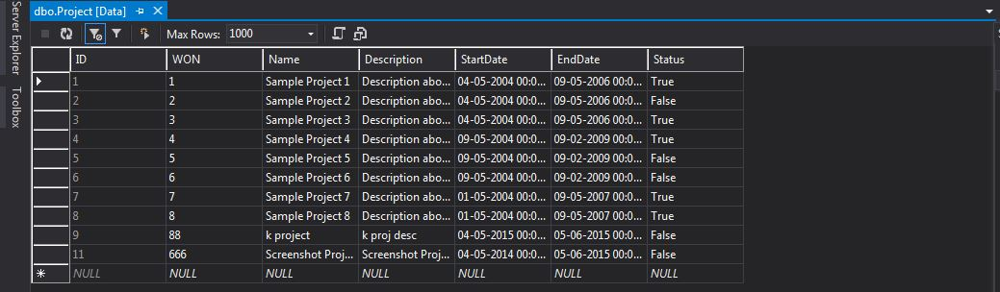 Server Explorer
Toolbox
dbo.Project [Data]
Max Rows: 1000
ID WON Name Description StartDate EndDate Status
1 1 Sample Project 1 Description abo... 04-05-2004 00:0... 09-05-2006 00:0... True
2 2 Sample Project 2 Description abo... 04-05-2004 00:0... 09-05-2006 00:0... False
3 3 Sample Project 3 Description abo... 04-05-2004 00:0... 09-05-2006 00:0... True
4 4 Sample Project 4 Description abo... 09-05-2004 00:0... 09-02-2009 00:0... True
5 5 Sample Project 5 Description abo... 09-05-2004 00:0... 09-02-2009 00:0... False
6 6 Sample Project 6 Description abo... 09-05-2004 00:0... 09-02-2009 00:0... False
7 7 Sample Project 7 Description abo... 01-05-2004 00:0... 09-05-2007 00:0... True
8 8 Sample Project 8 Description abo... 01-05-2004 00:0... 09-05-2007 00:0... True
9 88 k project k proj desc 04-05-2015 00:0... 05-06-2015 00:0... False
11 666 Screenshot Proj... Screenshot Proj... 04-05-2014 00:0... 05-06-2015 00:0... False
NULL NULL NULL NULL NULL NULL NULL